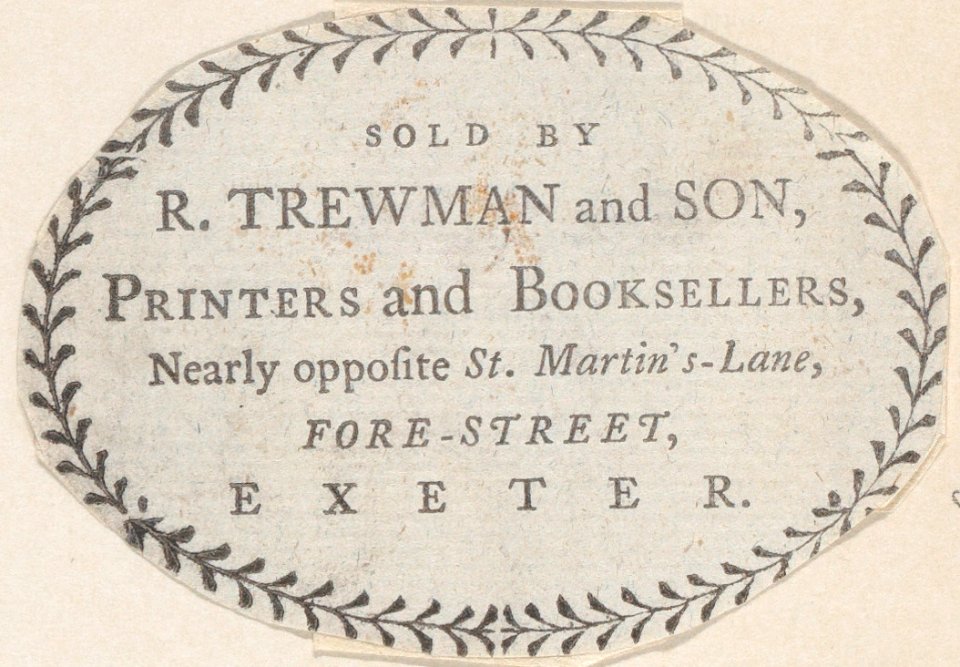 SOLD BY
R. TREWMAN and SON,
PRINTERS and BOOKSELLERS,
Nearly oppoſite St. Martin's-Lane,
FORE-STREET,
EXETER.